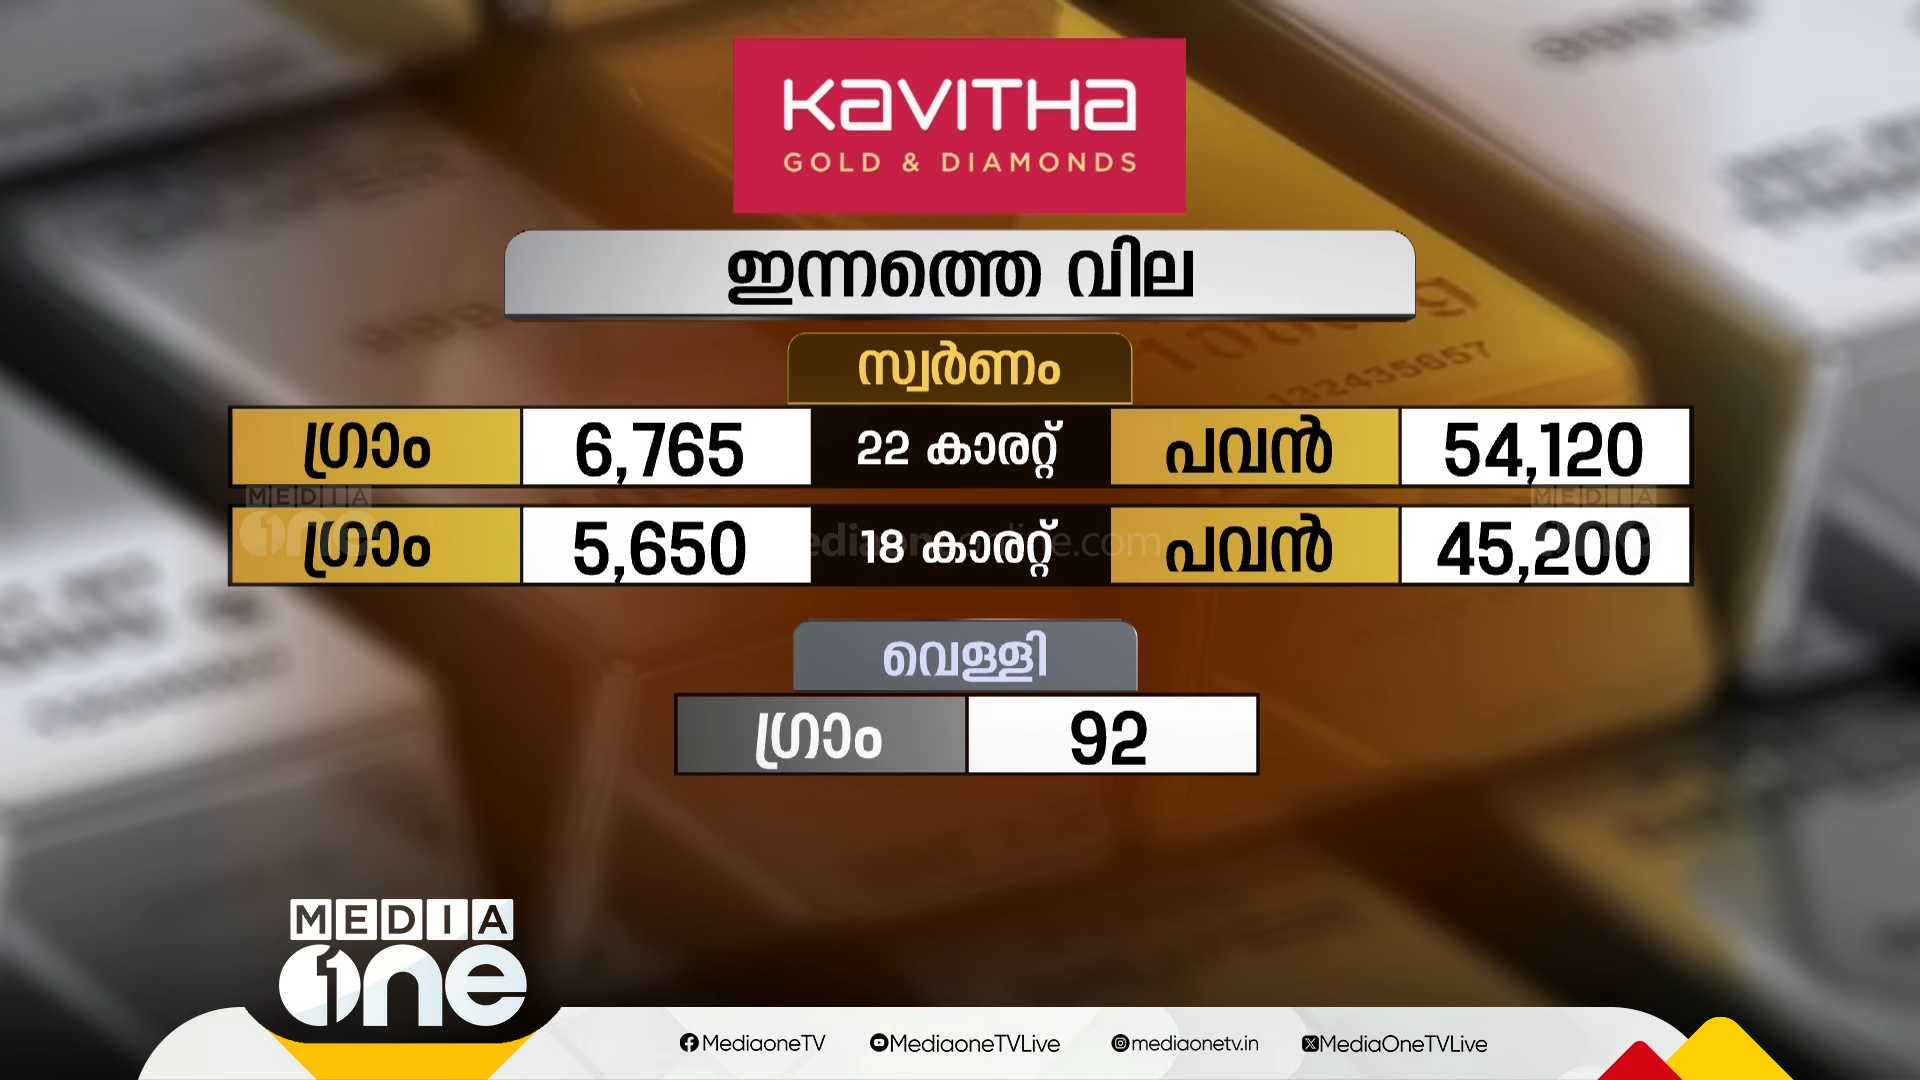 KAVITHA
GOLD & DIAMONDS
ഇന്നത്തെ വില
സ്വർണം
ഗ്രാം 6,765 22 കാരറ്റ് പവൻ 54,120
ഗ്രാം 5,650 18 കാരറ്റ് പവൻ 45,200
വെള്ളി
ഗ്രാം 92
MEDIA
one
MediaoneTV MediaoneTVLive mediaonetv.in MediaOneTVLive